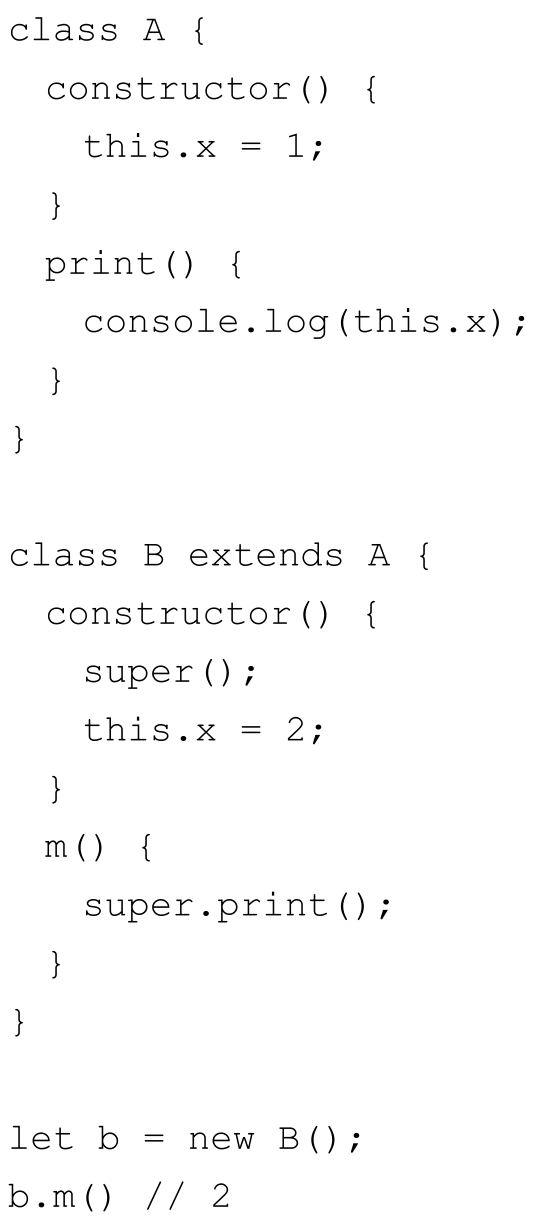 class A {
  constructor() {
    this.x = 1;
  }
  print() {
    console.log(this.x);
  }
}

class B extends A {
  constructor() {
    super();
    this.x = 2;
  }
  m() {
    super.print();
  }
}

let b = new B();
b.m() // 2